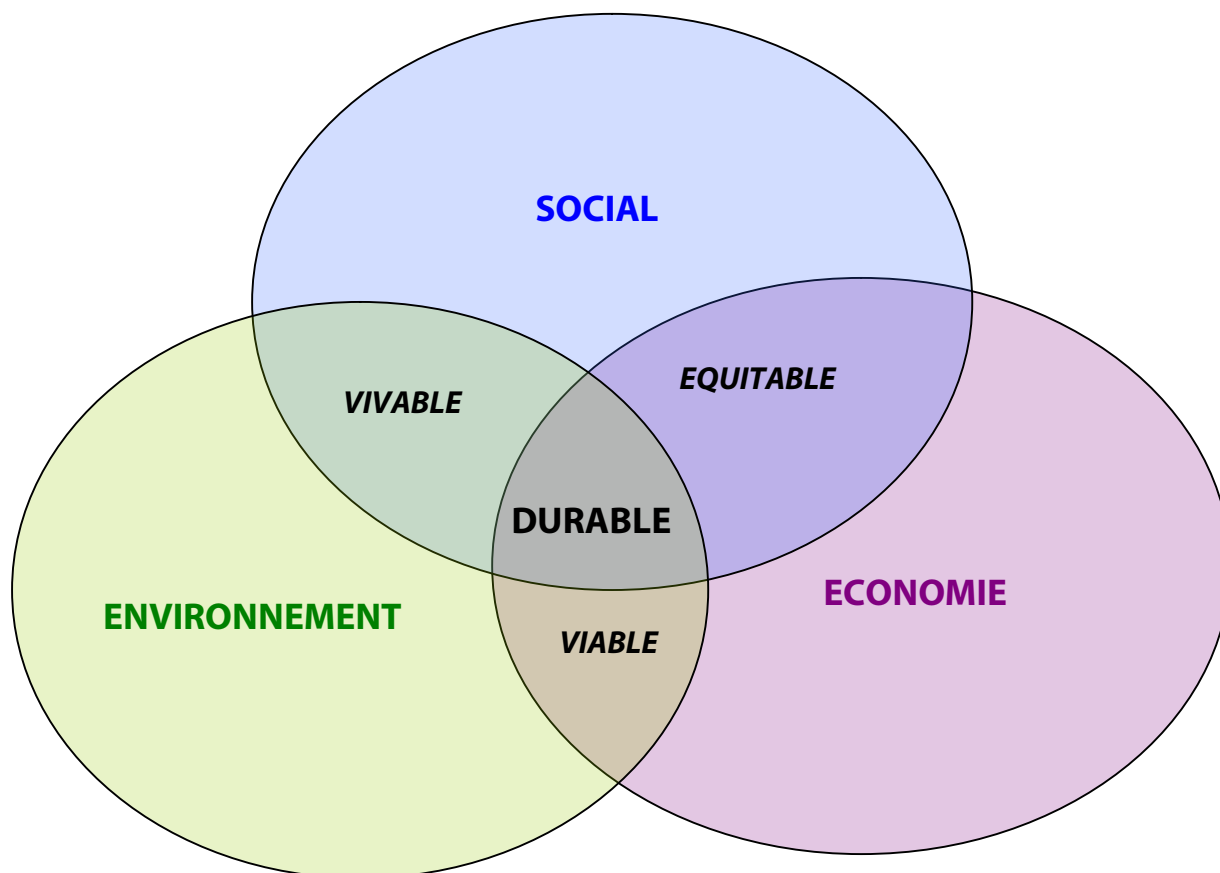 SOCIAL
EQUITABLE
VIVABLE
DURABLE
ECONOMIE
ENVIRONNEMENT
VIABLE